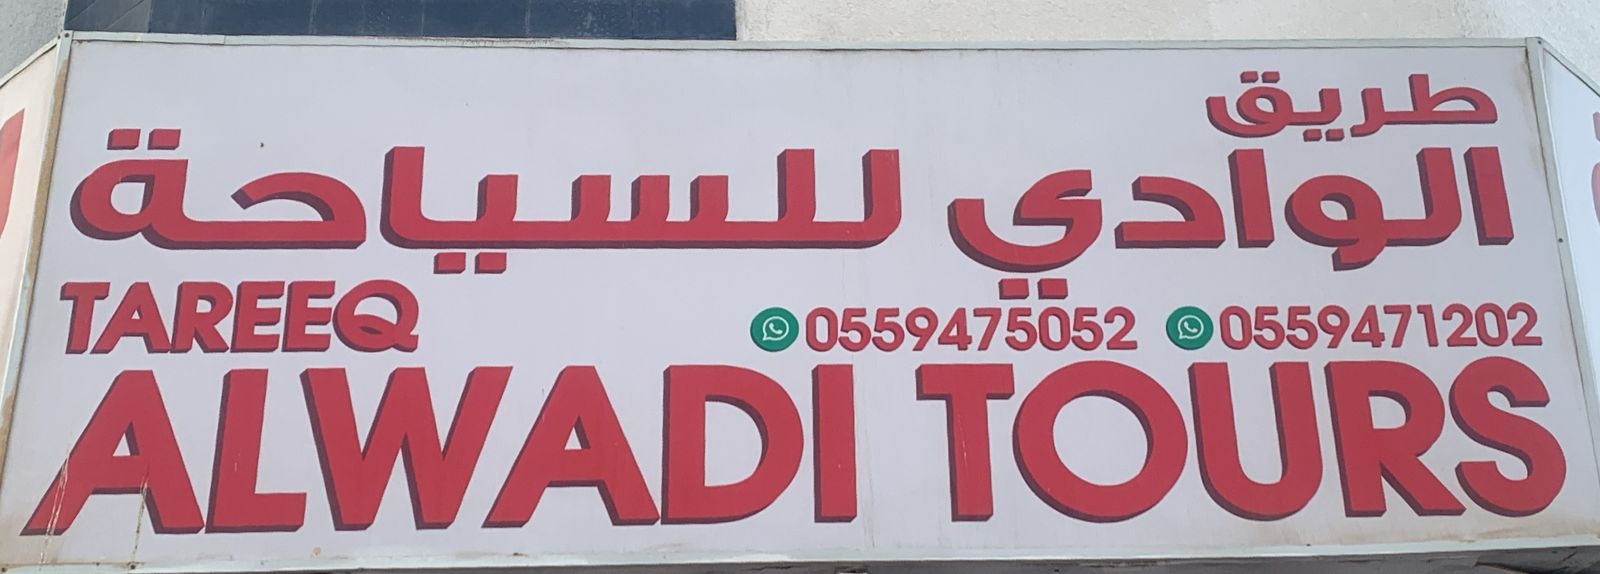 طريق
الوادي للسياحة
TAREEQ
0559475052 0559471202
ALWADI TOURS